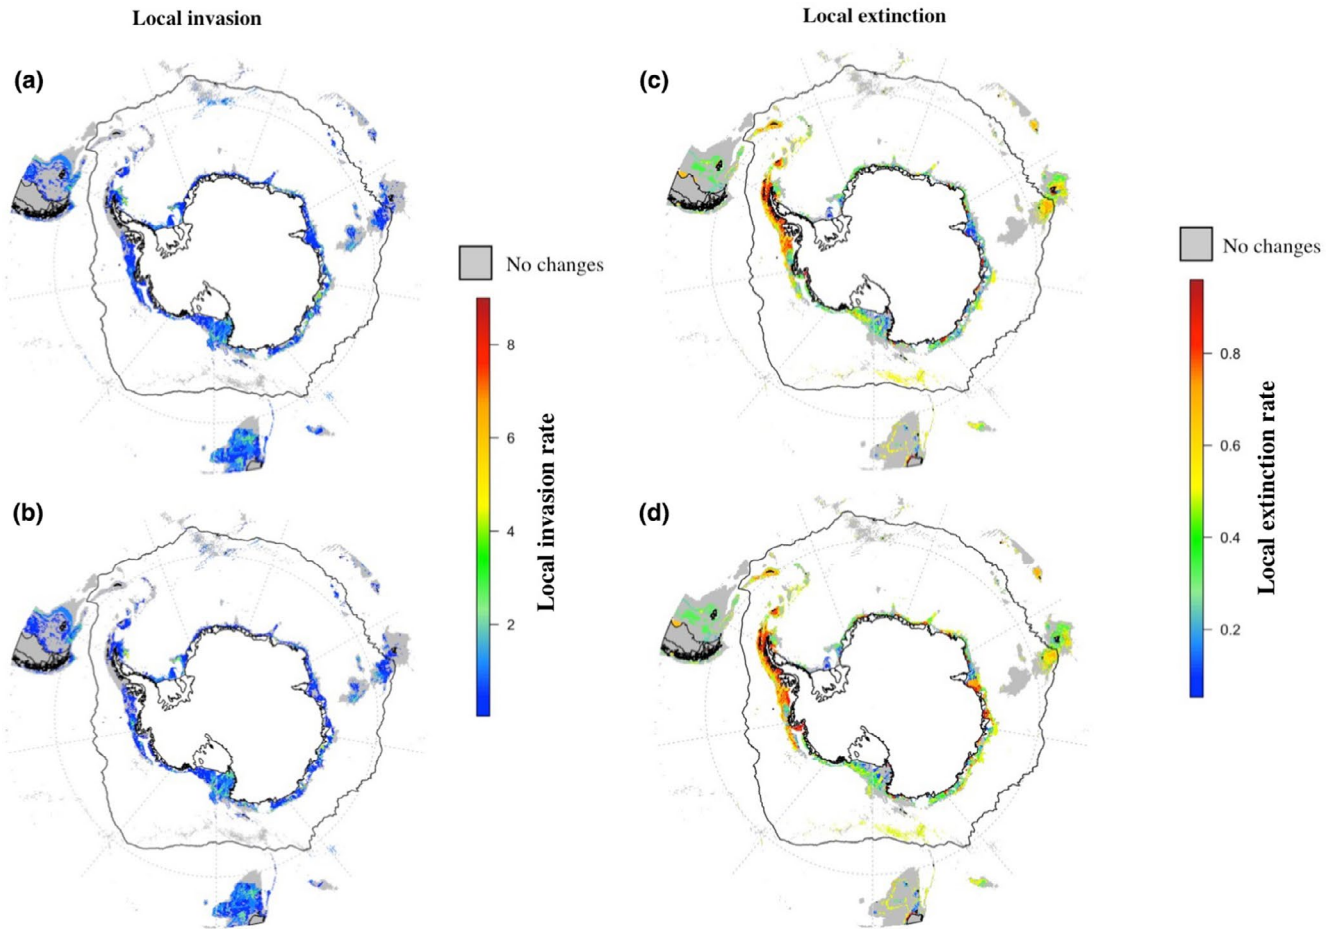 Local invasion
Local extinction
(a)
(c)
No changes
8
6
4
2
Local invasion rate
No changes
0.8
0.6
0.4
0.2
Local extinction rate
(b)
(d)